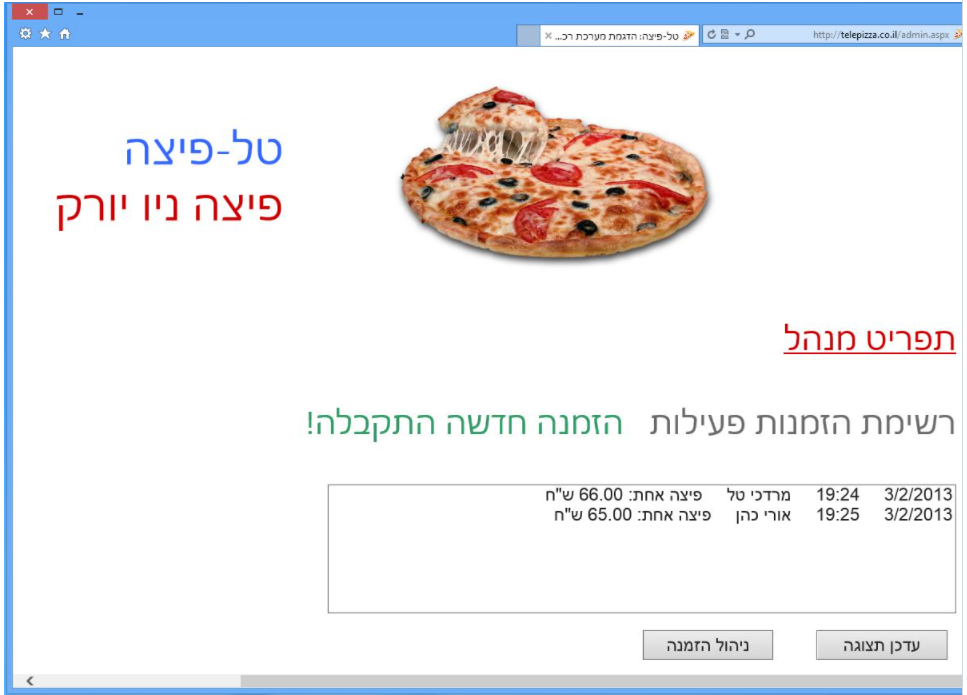 http://telepizza.co.il/admin.aspx
טל-פיצה: הדגמת מערכת רכ...
טל-פיצה
פיצה ניו יורק
תפריט מנהל
רשימת הזמנות פעילות הזמנה חדשה התקבלה!
3/2/2013 19:24 מרדכי טל פיצה אחת: 66.00 ש"ח
3/2/2013 19:25 אורי כהן פיצה אחת: 65.00 ש"ח
עדכן תצוגה ניהול הזמנה